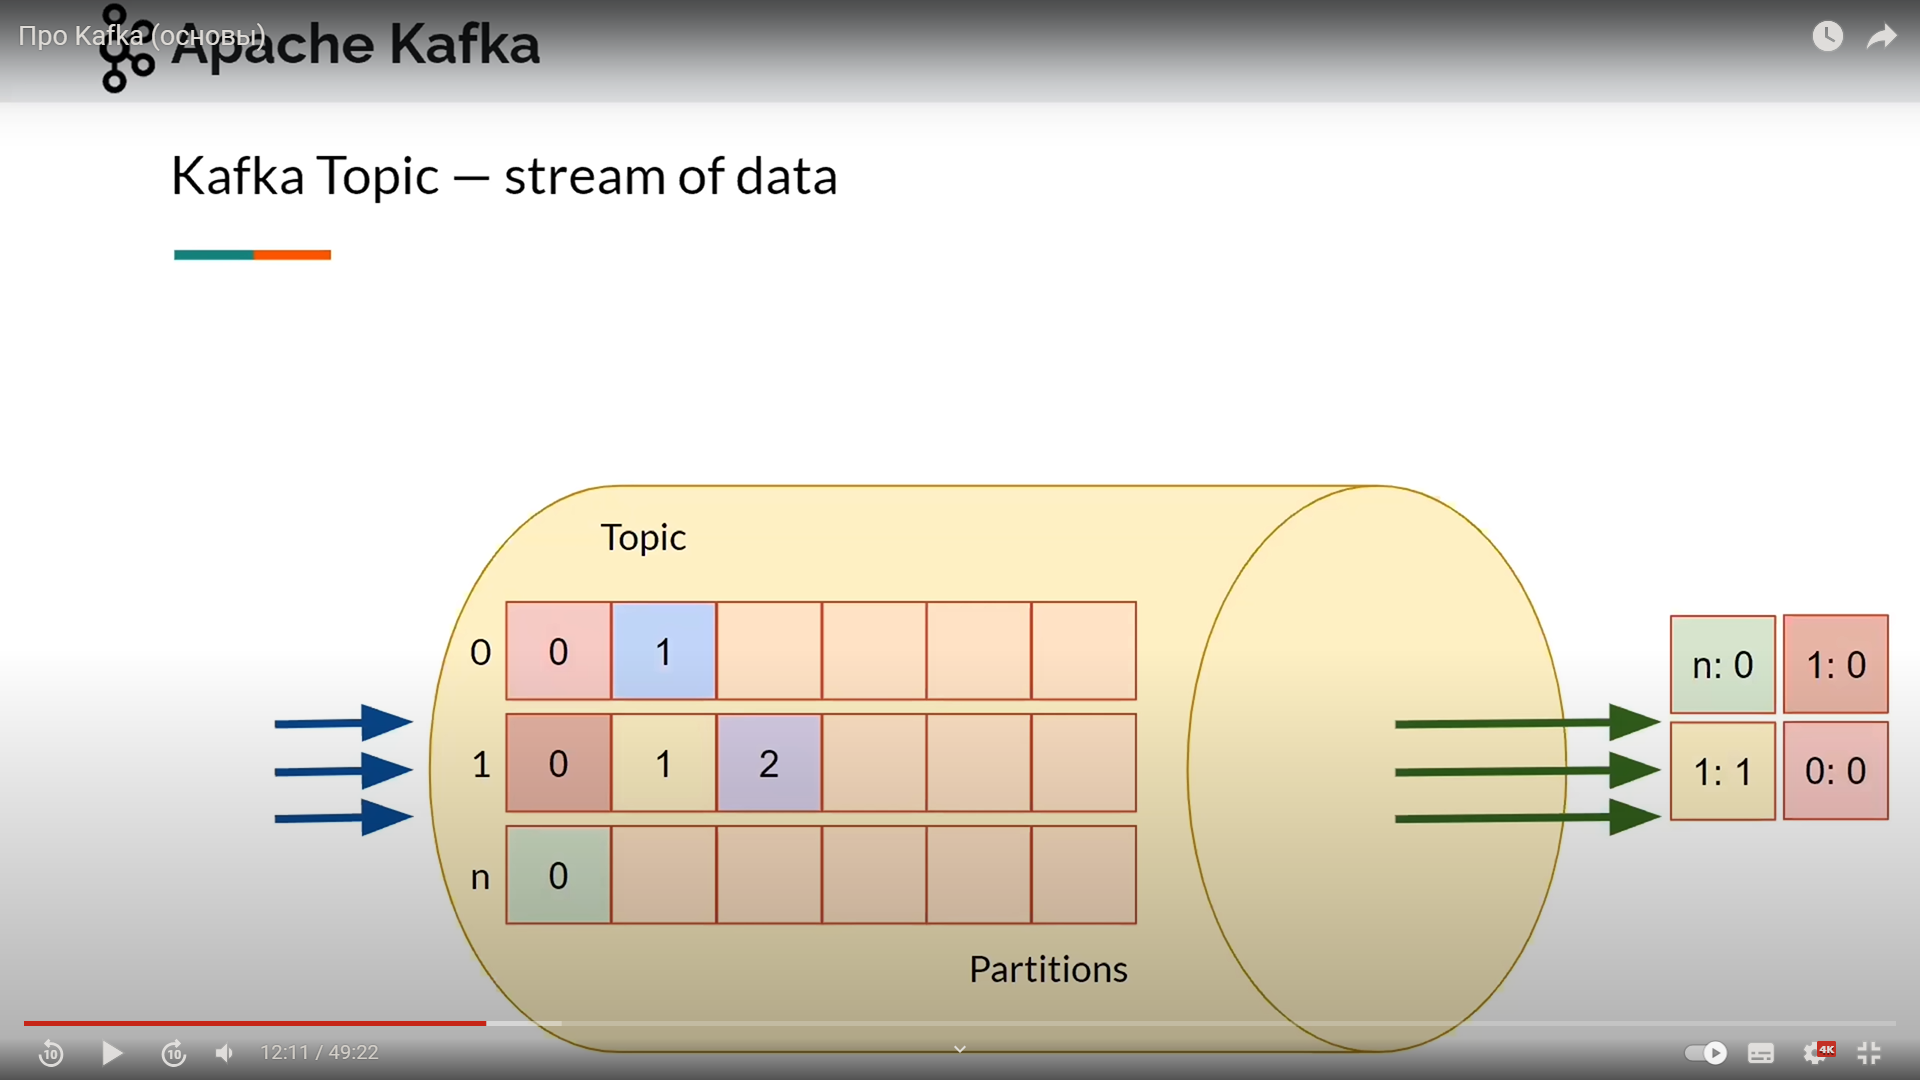 Про Kafka (основы)
Apache Kafka
Kafka Topic — stream of data
Topic
0 0 1
1 0 1 2
n 0
Partitions
n: 0 1: 0
1: 1 0: 0
10 10 12:11 / 49:22 4K